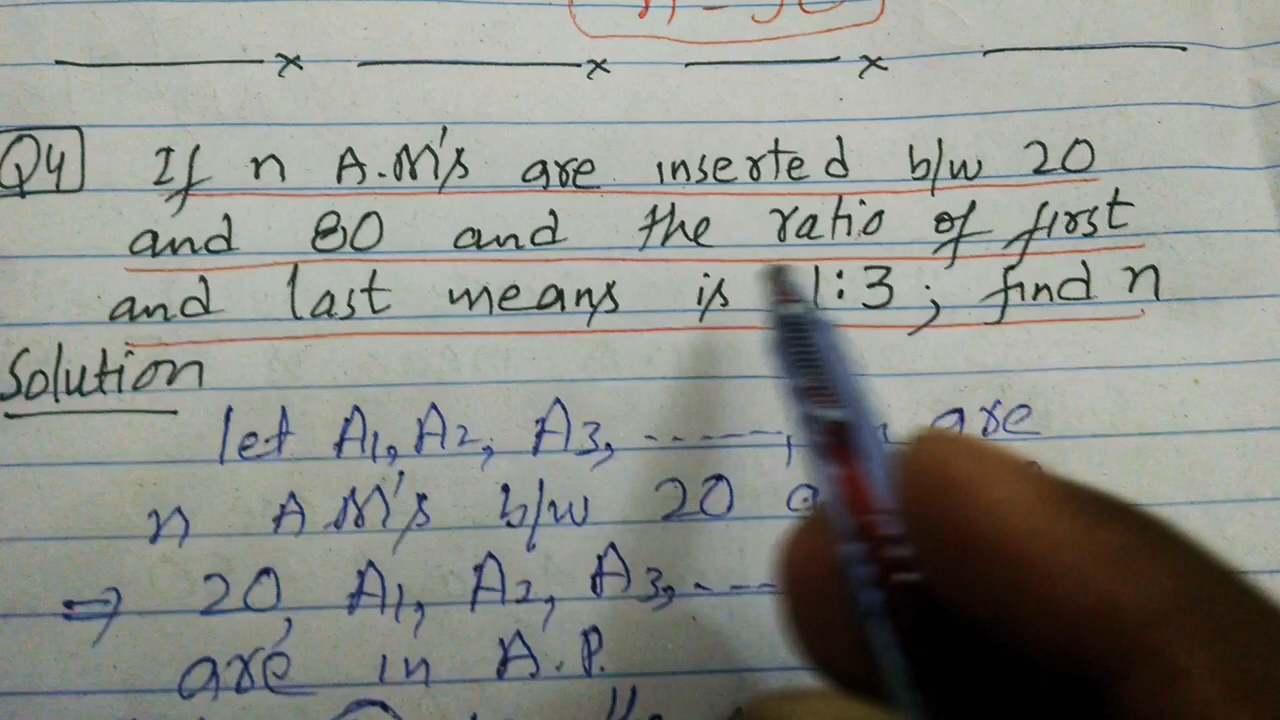 Q4 If n A.M's are inserted b/w 20
and 80 and the ratio of first
and last means is 1:3; find n
Solution
let A1, A2, A3, ------, are
n A M's b/w 20
⇒ 20, A1, A2, A3, ---
are in A.P.